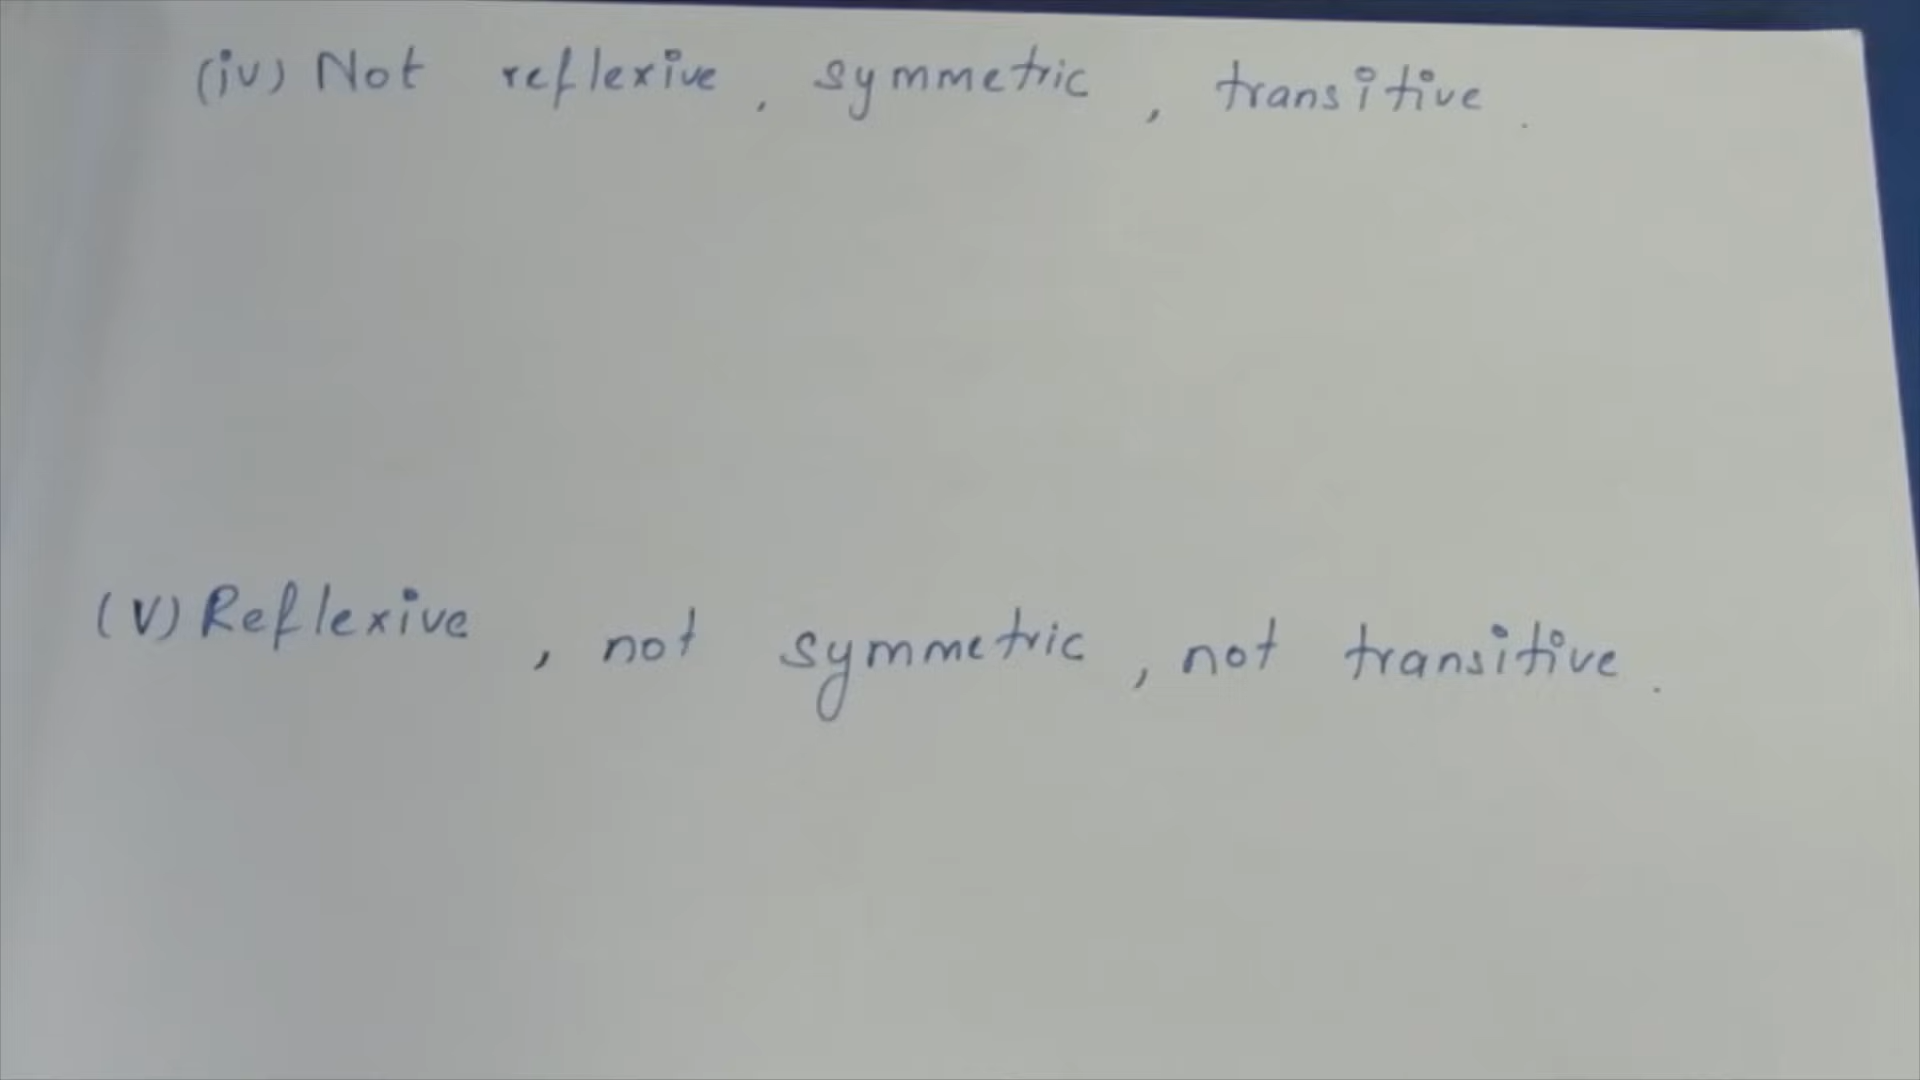 (iv) Not reflexive, symmetric, transitive.
(V) Reflexive, not symmetric, not transitive.